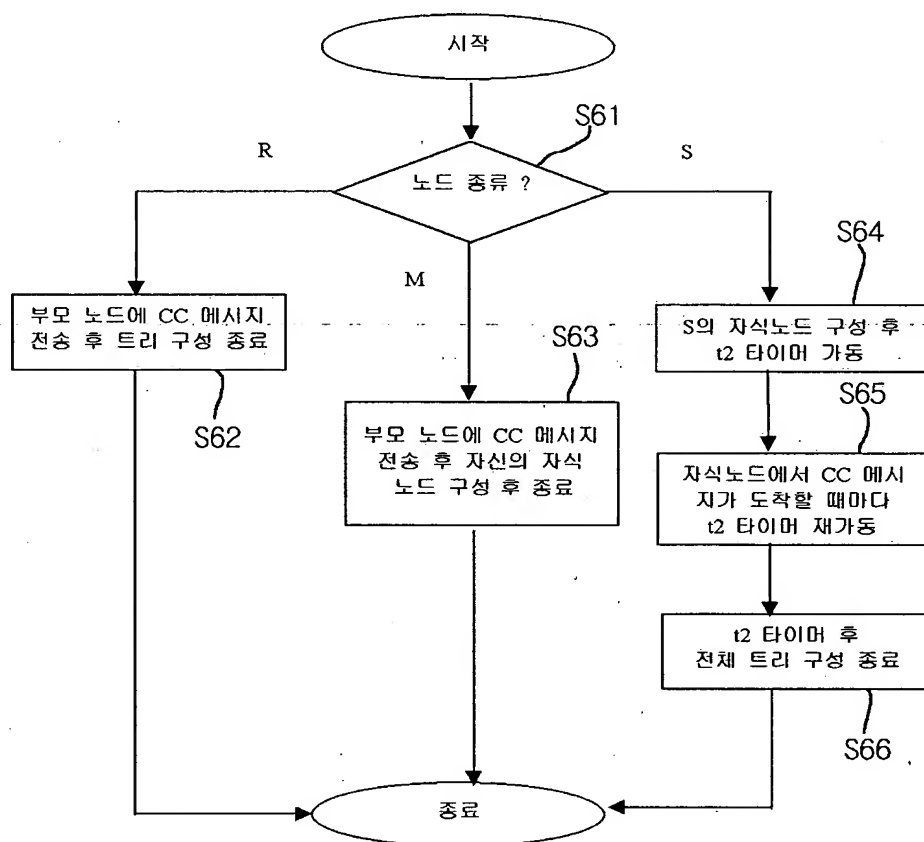 시작
S61
R
S
노드 종류 ?
M
S64
부모 노드에 CC 메시지
전송 후 트리 구성 종료
S62
S63
S의 자식노드 구성 후
t2 타이머 가동
S65
부모 노드에 CC 메시지
전송 후 자신의 자식
노드 구성 후 종료
자식노드에서 CC 메시
지가 도착할 때마다
t2 타이머 재가동
t2 타이머 후
전체 트리 구성 종료
S66
종료